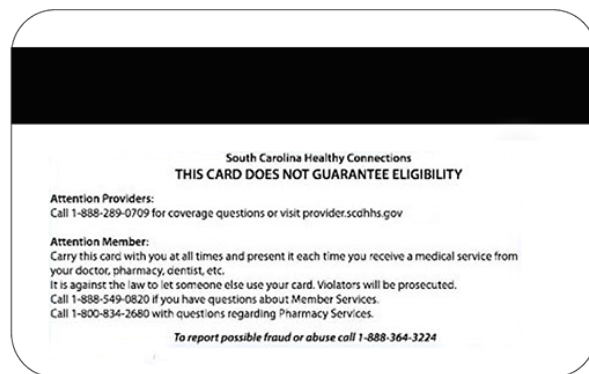 South Carolina Healthy Connections
THIS CARD DOES NOT GUARANTEE ELIGIBILITY
Attention Providers:
Call 1-888-289-0709 for coverage questions or visit provider.scdhhs.gov
Attention Member:
Carry this card with you at all times and present it each time you receive a medical service from
your doctor, pharmacy, dentist, etc.
It is against the law to let someone else use your card. Violators will be prosecuted.
Call 1-888-549-0820 if you have questions about Member Services.
Call 1-800-834-2680 with questions regarding Pharmacy Services.
To report possible fraud or abuse call 1-888-364-3224